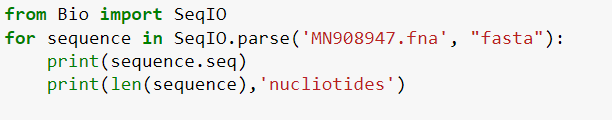 from Bio import SeqIO
for sequence in SeqIO.parse('MN908947.fna', "fasta"):
    print(sequence.seq)
    print(len(sequence),'nucliotides')